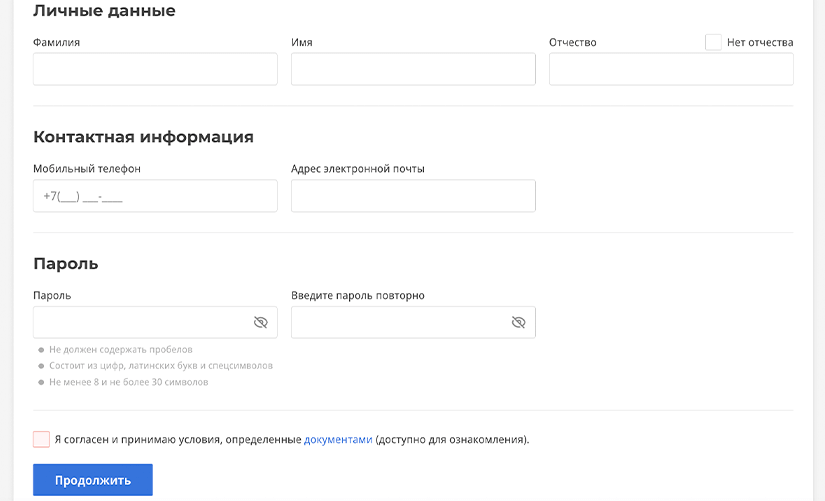 Личные данные
Фамилия
Имя
Отчество
Нет отчества
Контактная информация
Мобильный телефон
Адрес электронной почты
+7(___) ___-____
Пароль
Пароль
Введите пароль повторно
Не должен содержать пробелов
Состоит из цифр, латинских букв и спецсимволов
Не менее 8 и не более 30 символов
Я согласен и принимаю условия, определенные документами (доступно для ознакомления).
Продолжить